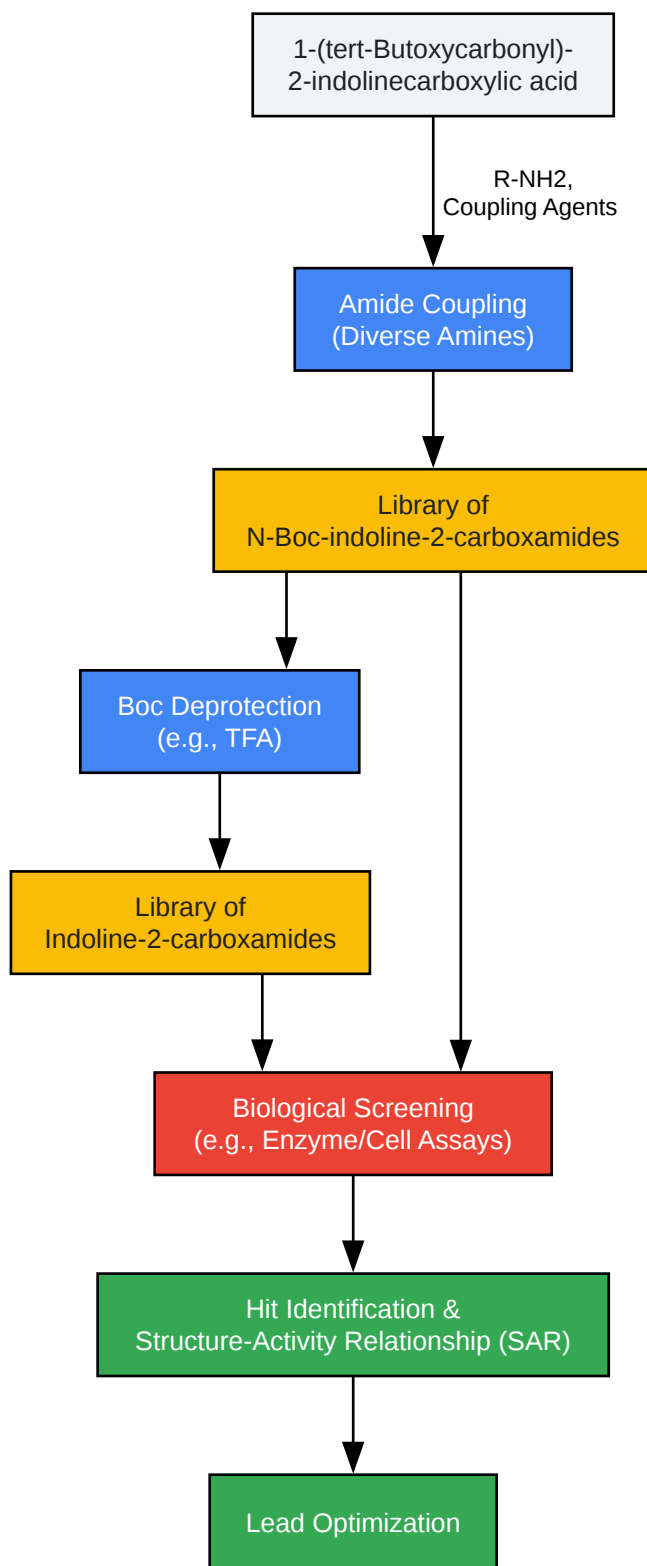 1-(tert-Butoxycarbonyl)-
2-indolinecarboxylic acid
R-NH2,
Coupling Agents
Amide Coupling
(Diverse Amines)
Library of
N-Boc-indoline-2-carboxamides
Boc Deprotection
(e.g., TFA)
Library of
Indoline-2-carboxamides
Biological Screening
(e.g., Enzyme/Cell Assays)
Hit Identification &
Structure-Activity Relationship (SAR)
Lead Optimization